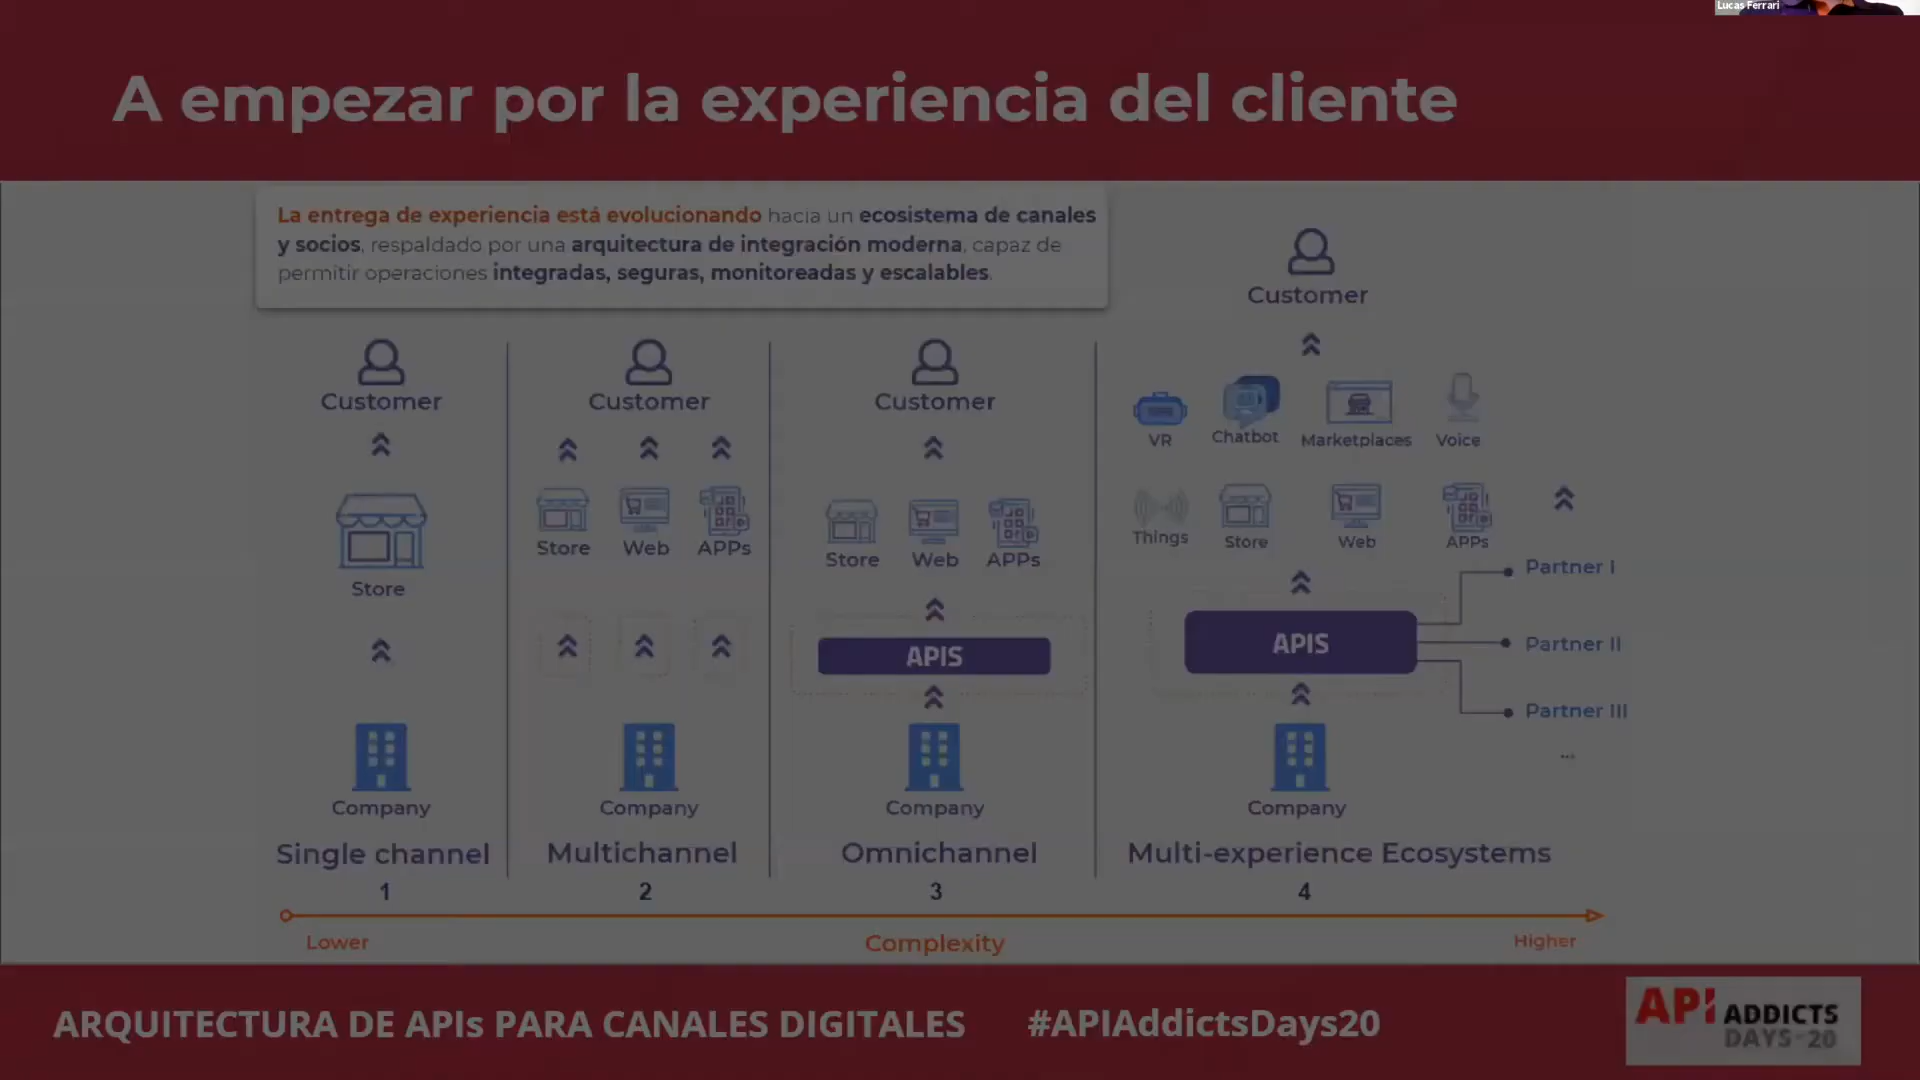 Lucas Ferrari
A empezar por la experiencia del cliente
La entrega de experiencia está evolucionando hacia un ecosistema de canales
y socios, respaldado por una arquitectura de integración moderna, capaz de
permitir operaciones integradas, seguras, monitoreadas y escalables.
Customer
Store
Company
Single channel
1
Customer
Store Web APPs
Company
Multichannel
2
Customer
Store Web APPs
APIS
Company
Omnichannel
3
Customer
VR Chatbot Marketplaces Voice
Things Store Web APPs
APIS
Partner I
Partner II
Partner III
...
Company
Multi-experience Ecosystems
4
Lower Complexity Higher
ARQUITECTURA DE APIs PARA CANALES DIGITALES #APIAddictsDays20
API ADDICTS
DAYS-20